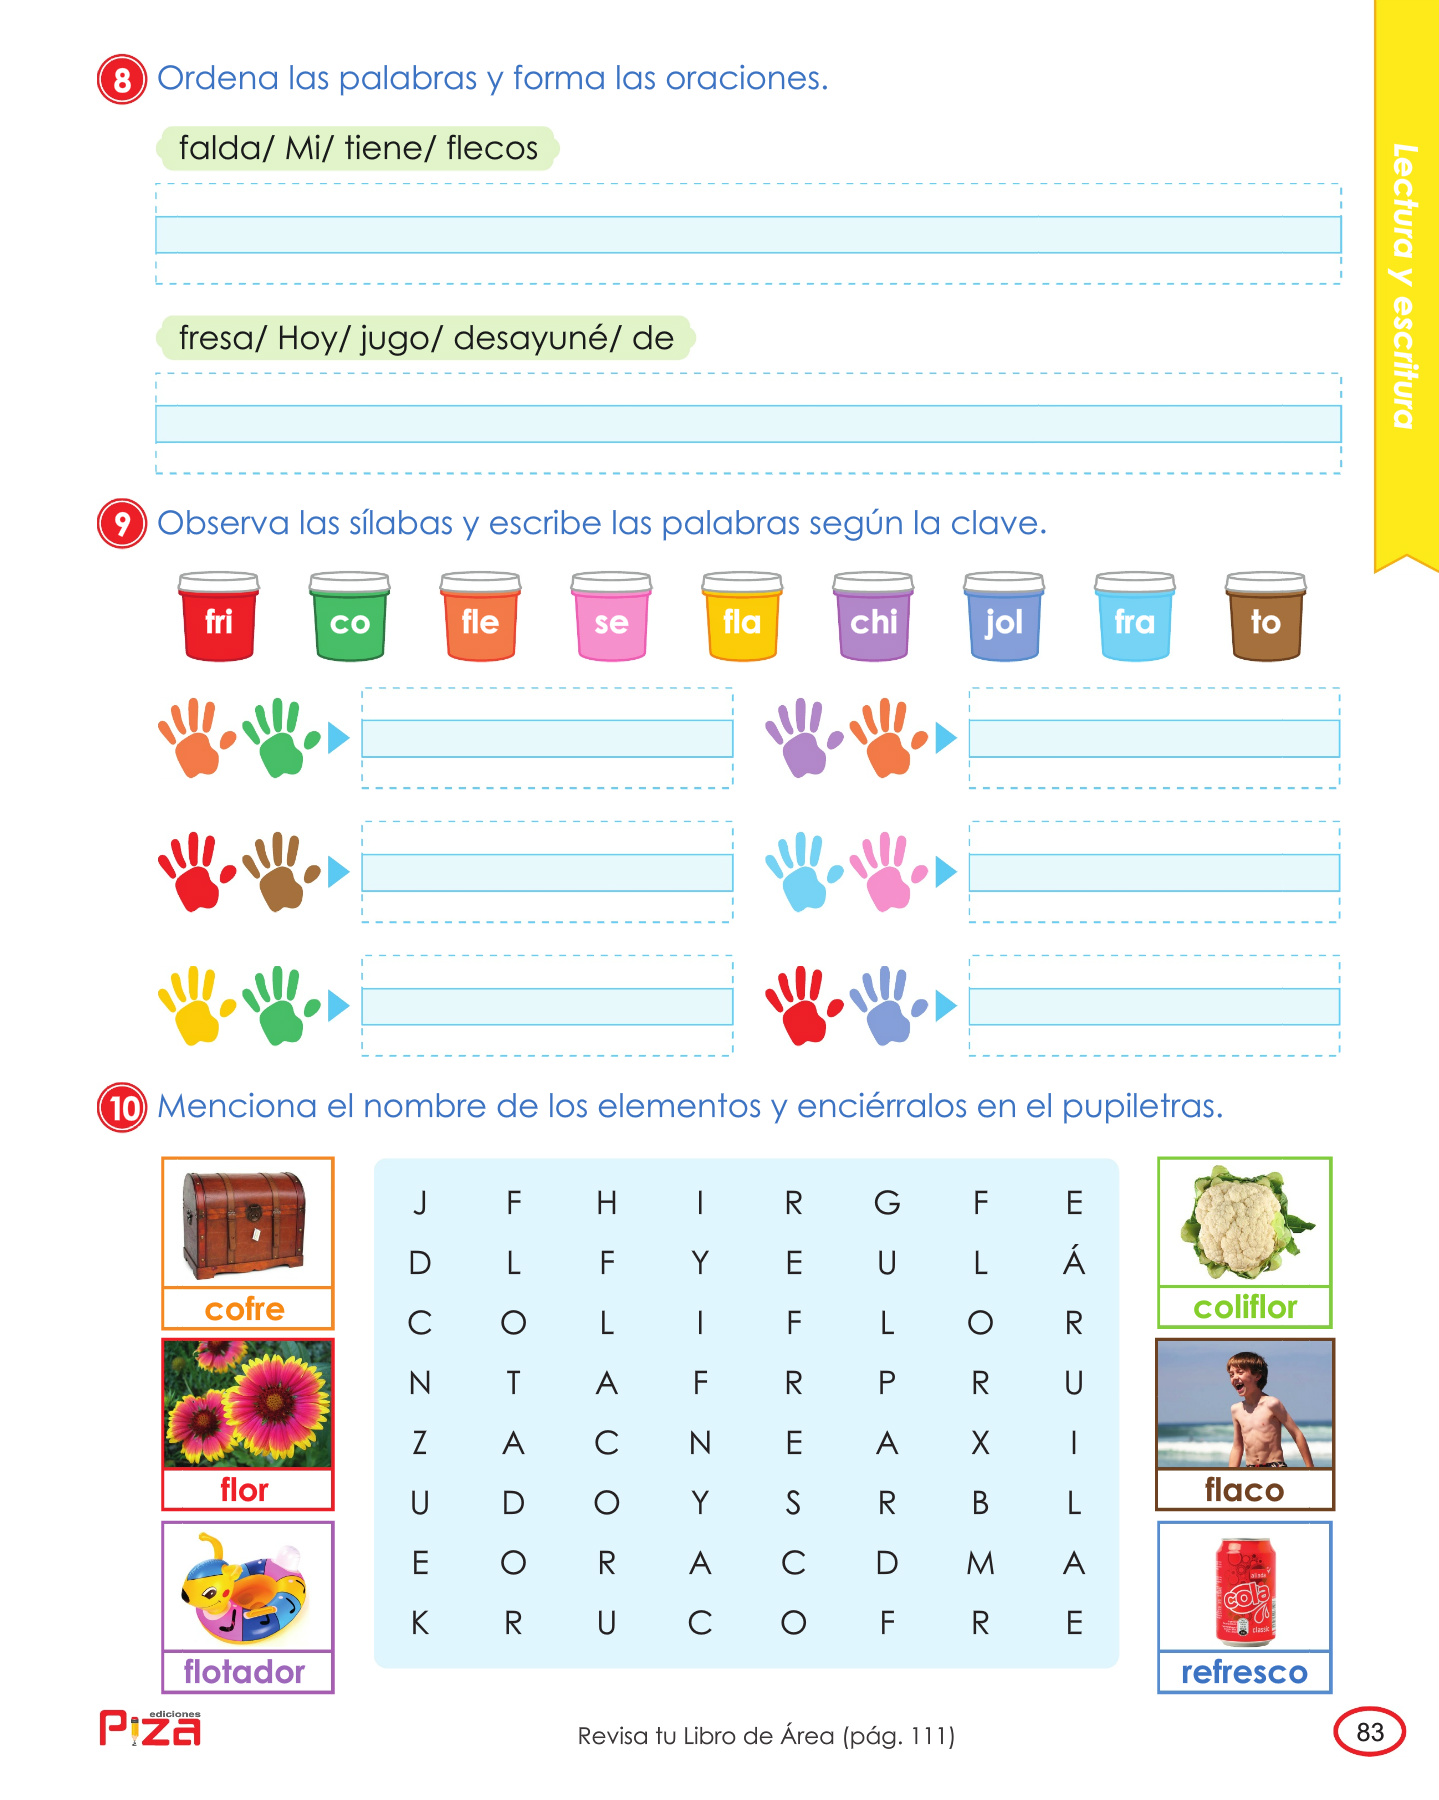 8 Ordena las palabras y forma las oraciones.
falda/ Mi/ tiene/ flecos
fresa/ Hoy/ jugo/ desayuné/ de
Lectura y escritura
9 Observa las sílabas y escribe las palabras según la clave.
fri co fle se fla chi jol fra to
10 Menciona el nombre de los elementos y enciérralos en el pupiletras.
cofre
flor
flotador
J F H I R G F E
D L F Y E U L Á
C O L I F L O R
N T A F R P R U
Z A C N E A X I
U D O Y S R B L
E O R A C D M A
K R U C O F R E
coliflor
flaco
cola
classic
refresco
ediciones
Piza
Revisa tu Libro de Área (pág. 111)
83